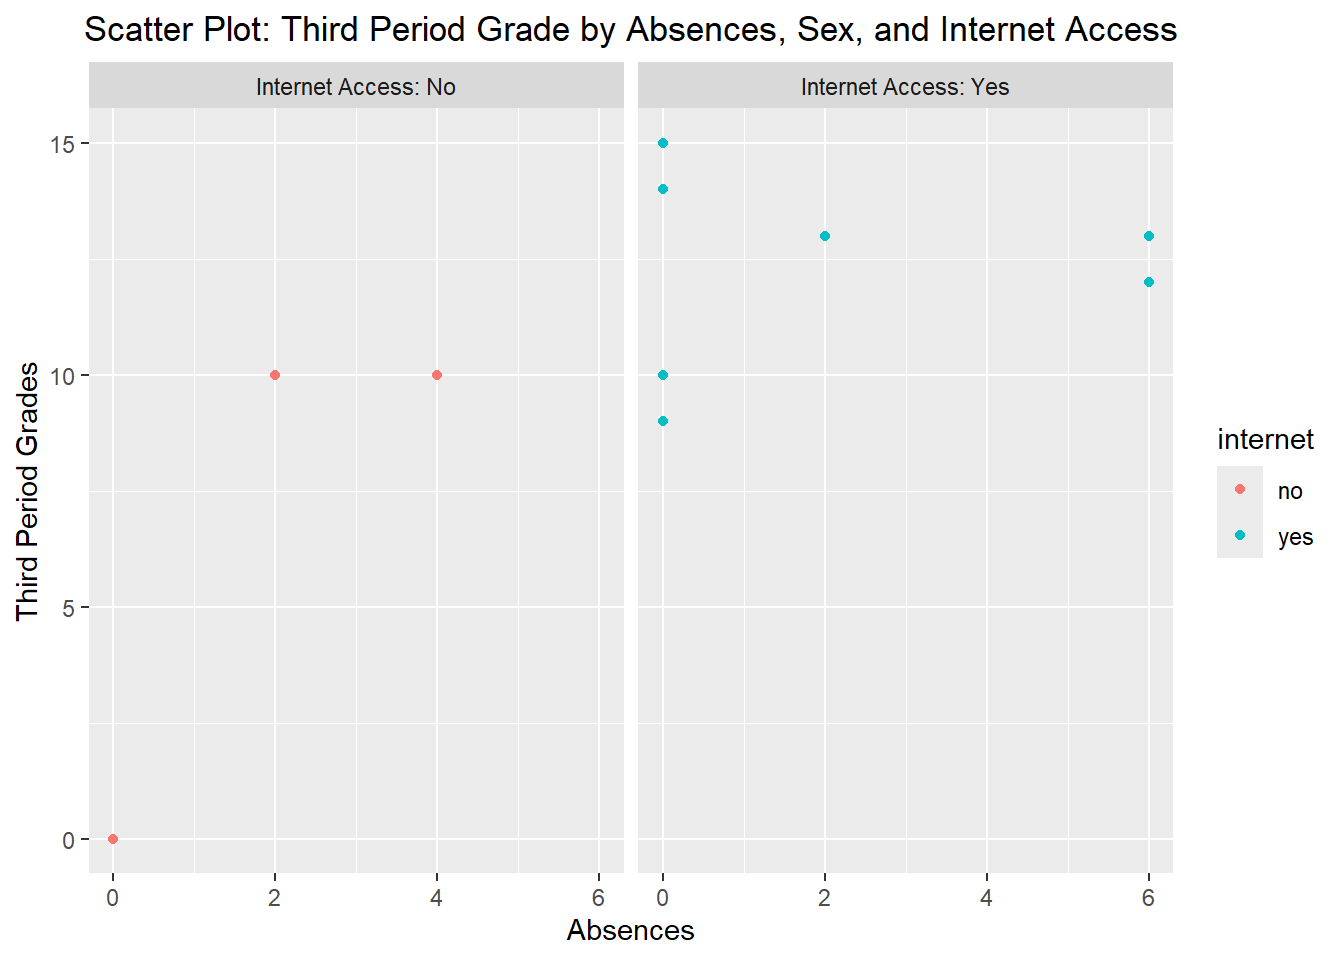 Scatter Plot: Third Period Grade by Absences, Sex, and Internet Access
Internet Access: No
Internet Access: Yes
15
10
5
0
Third Period Grades
0 2 4 6
0 2 4 6
Absences
internet
no
yes